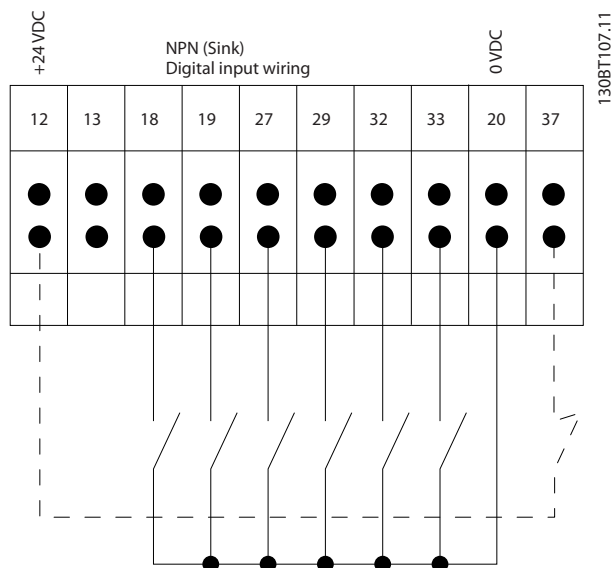 +24 VDC
NPN (Sink)
Digital input wiring
0 VDC
130BT107.11
12 13 18 19 27 29 32 33 20 37